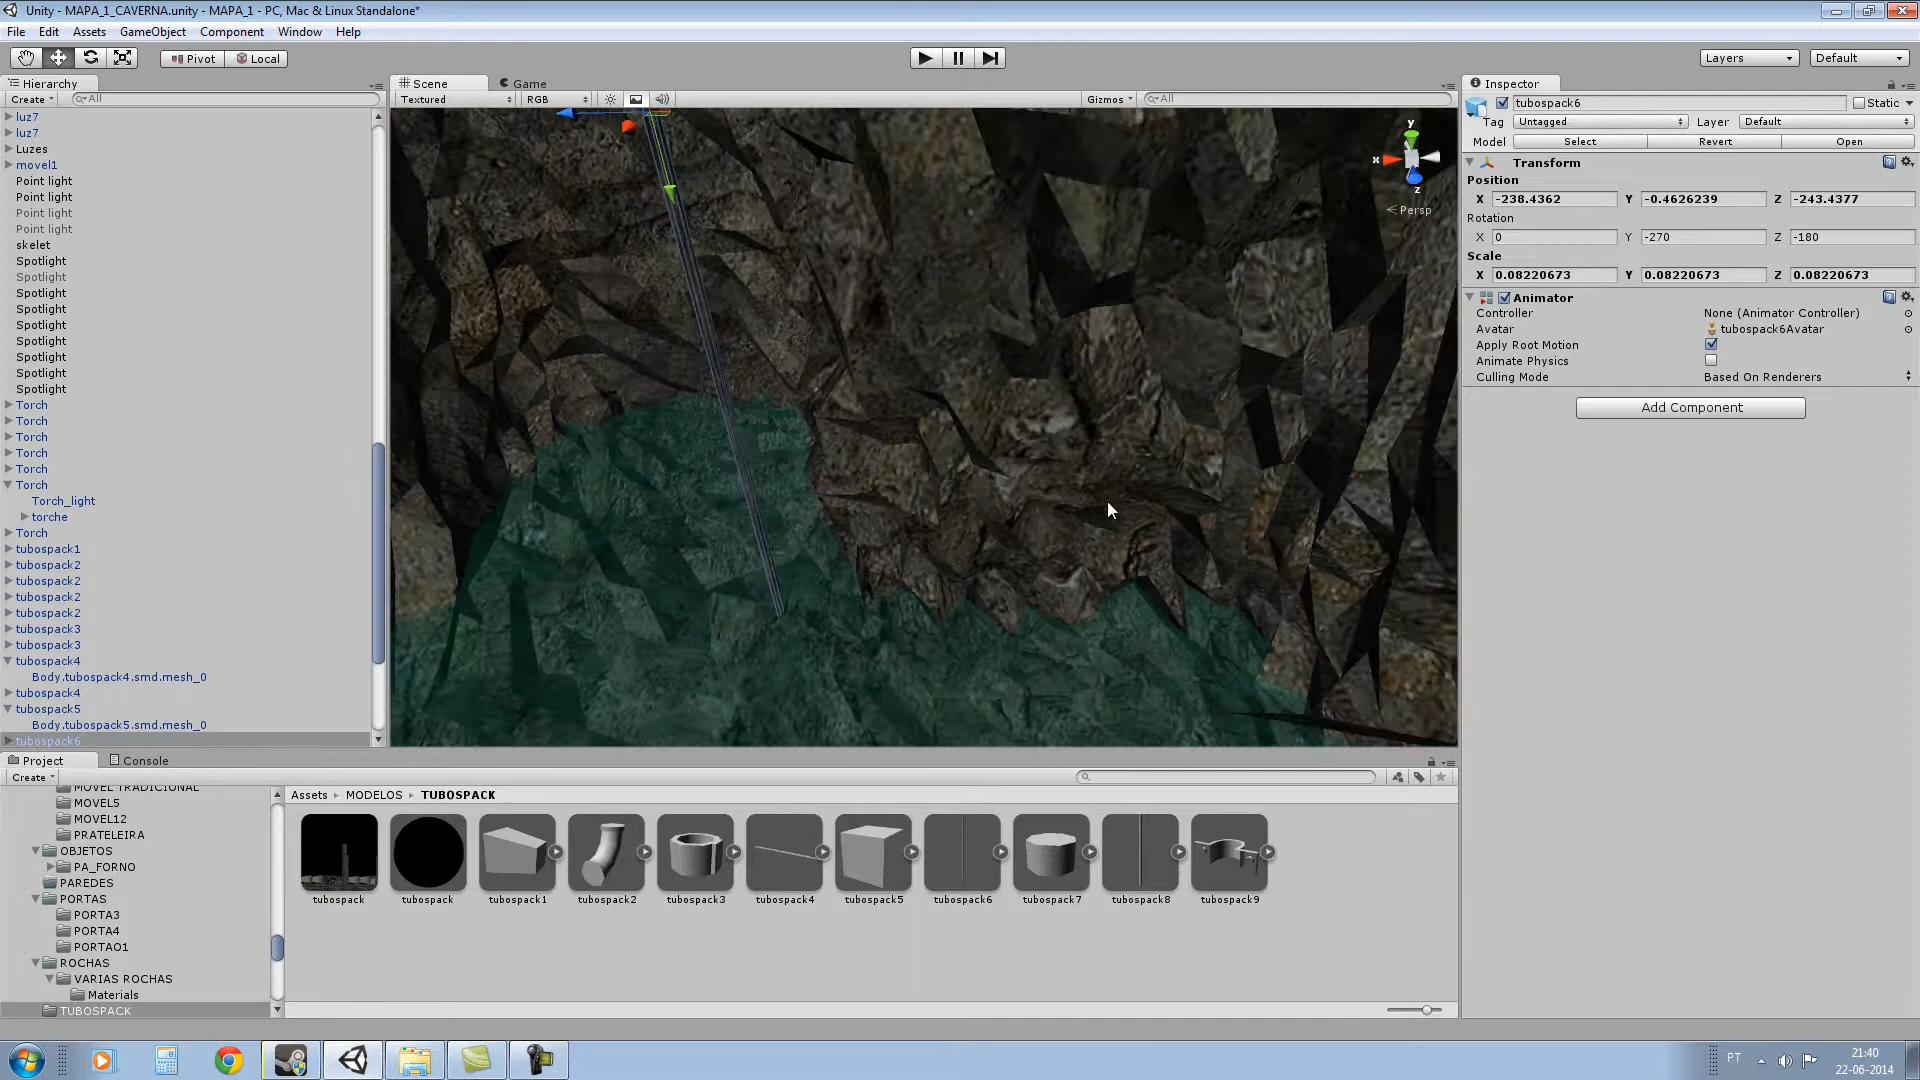 Unity - MAPA_1_CAVERNA.unity - MAPA_1 - PC, Mac & Linux Standalone*
File Edit Assets GameObject Component Window Help
Pivot Local Layers Default
Hierarchy
Create All
luz7
luz7
Luzes
movel1
Point light
Point light
Point light
Point light
skelet
Spotlight
Spotlight
Spotlight
Spotlight
Spotlight
Spotlight
Spotlight
Spotlight
Spotlight
Torch
Torch
Torch
Torch
Torch
Torch
Torch_light
torche
Torch
tubospack1
tubospack2
tubospack2
tubospack2
tubospack2
tubospack3
tubospack3
tubospack4
Body.tubospack4.smd.mesh_0
tubospack4
tubospack5
Body.tubospack5.smd.mesh_0
tubospack6
Scene Game
Textured RGB Gizmos All
y
x
z
Persp
Inspector
tubospack6 Static
Tag Untagged Layer Default
Model Select Revert Open
Transform
Position
X -238.4362 Y -0.4626239 Z -243.4377
Rotation
X 0 Y -270 Z -180
Scale
X 0.08220673 Y 0.08220673 Z 0.08220673
Animator
Controller None (Animator Controller)
Avatar tubospack6Avatar
Apply Root Motion
Animate Physics
Culling Mode Based On Renderers
Add Component
Project Console
Create
MOVEL TRADICIONAL
MOVEL5
MOVEL12
PRATELEIRA
OBJETOS
PA_FORNO
PAREDES
PORTAS
PORTA3
PORTA4
PORTAO1
ROCHAS
VARIAS ROCHAS
Materials
TUBOSPACK
Assets MODELOS TUBOSPACK
tubospack tubospack tubospack1 tubospack2 tubospack3 tubospack4 tubospack5 tubospack6 tubospack7 tubospack8 tubospack9
PT
21:40
22-06-2014